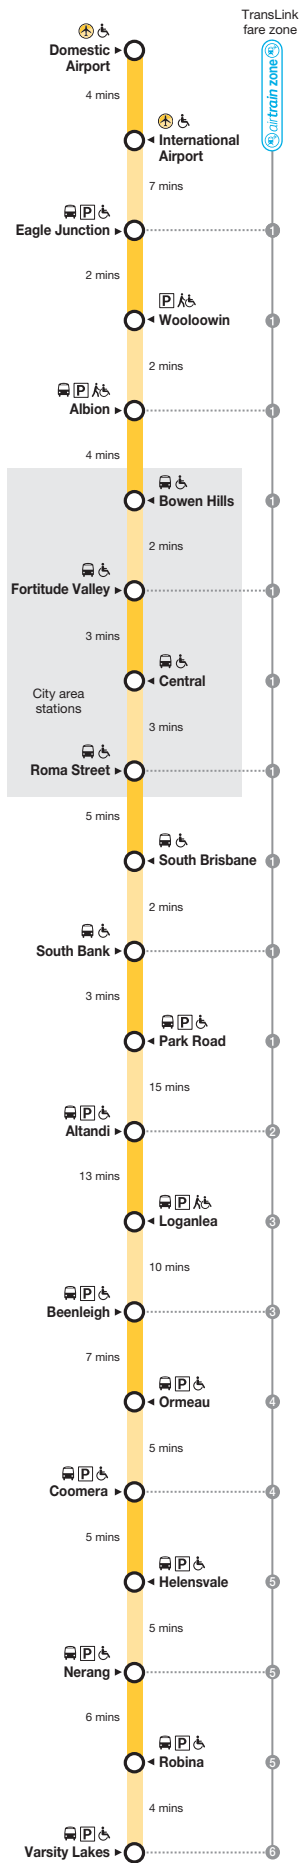 TransLink
fare zone
airtrain zone
Domestic
Airport
4 mins
International
Airport
7 mins
P
Eagle Junction
1
2 mins
P
Wooloowin
1
2 mins
P
Albion
1
4 mins
Bowen Hills
1
2 mins
Fortitude Valley
1
3 mins
Central
1
City area
stations
3 mins
Roma Street
1
5 mins
South Brisbane
1
2 mins
South Bank
1
3 mins
P
Park Road
1
15 mins
P
Altandi
2
13 mins
P
Loganlea
3
10 mins
P
Beenleigh
3
7 mins
P
Ormeau
4
5 mins
P
Coomera
4
5 mins
P
Helensvale
5
5 mins
P
Nerang
5
6 mins
P
Robina
5
4 mins
P
Varsity Lakes
6